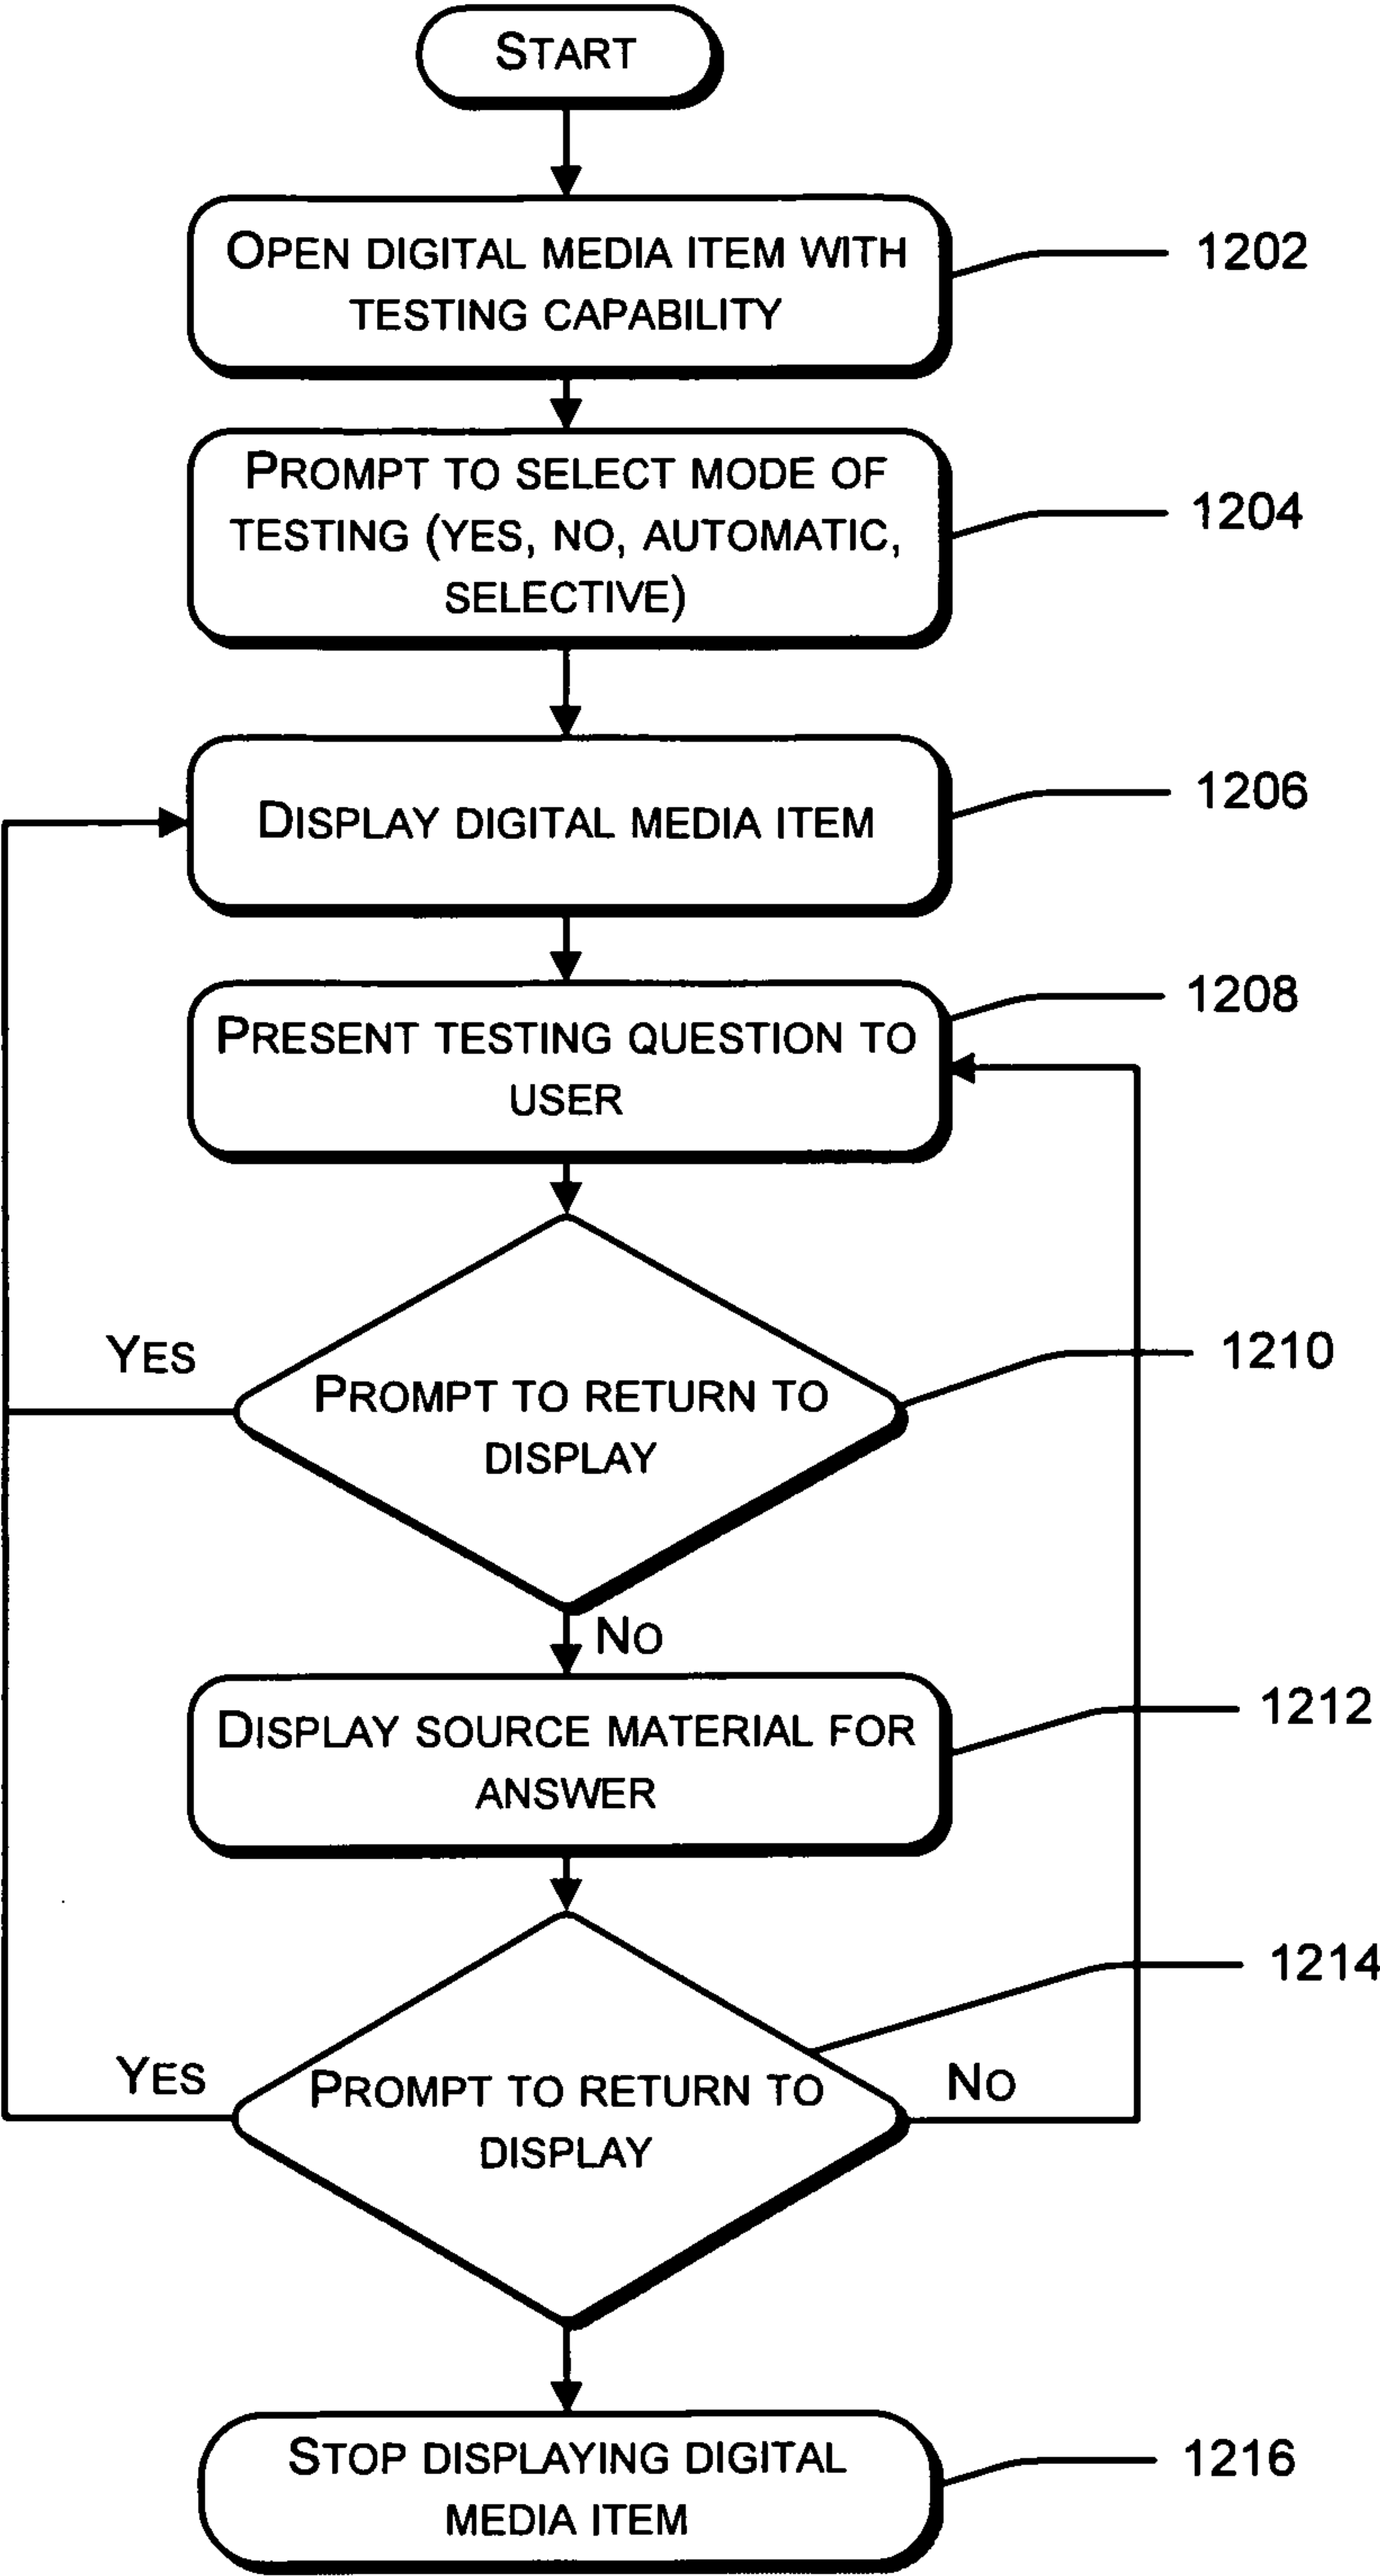 START
OPEN DIGITAL MEDIA ITEM WITH
TESTING CAPABILITY
1202
PROMPT TO SELECT MODE OF
TESTING (YES, NO, AUTOMATIC,
SELECTIVE)
1204
DISPLAY DIGITAL MEDIA ITEM
1206
PRESENT TESTING QUESTION TO
USER
1208
YES
PROMPT TO RETURN TO
DISPLAY
1210
NO
DISPLAY SOURCE MATERIAL FOR
ANSWER
1212
YES
PROMPT TO RETURN TO
DISPLAY
NO
1214
STOP DISPLAYING DIGITAL
MEDIA ITEM
1216